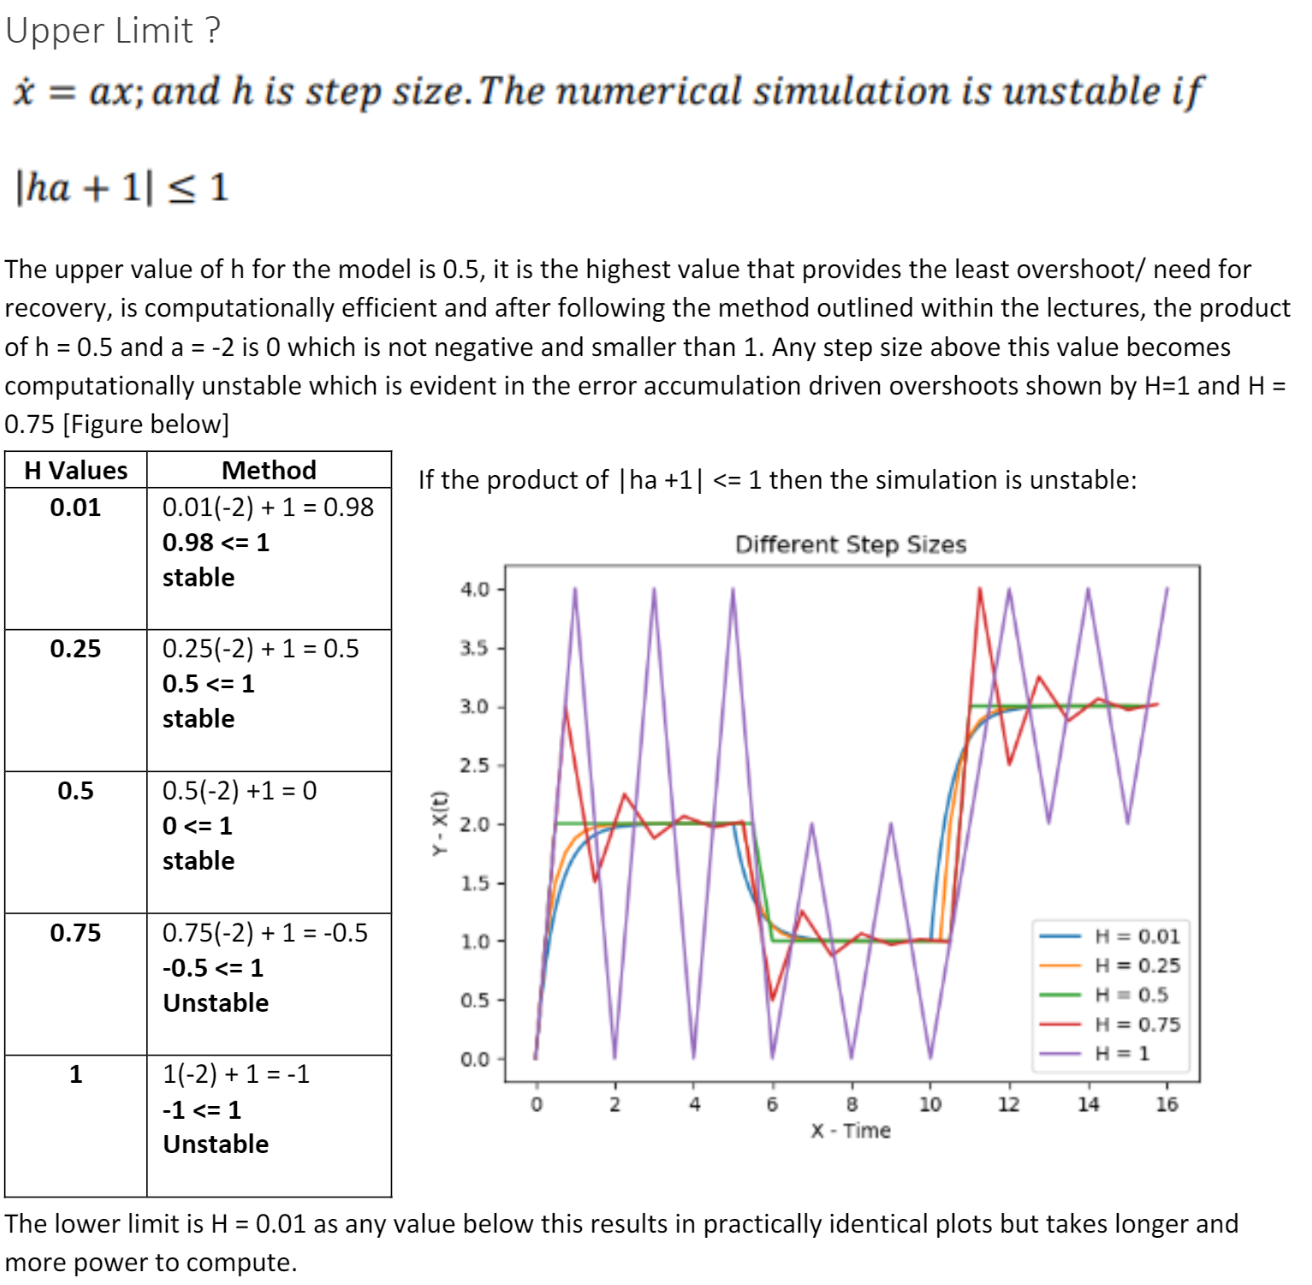 Upper Limit ?
ẋ = ax; and h is step size. The numerical simulation is unstable if
|ha + 1| ≤ 1
The upper value of h for the model is 0.5, it is the highest value that provides the least overshoot/ need for
recovery, is computationally efficient and after following the method outlined within the lectures, the product
of h = 0.5 and a = -2 is 0 which is not negative and smaller than 1. Any step size above this value becomes
computationally unstable which is evident in the error accumulation driven overshoots shown by H=1 and H =
0.75 [Figure below]
H Values Method
0.01 0.01(-2) + 1 = 0.98
0.98 <= 1
stable
0.25 0.25(-2) + 1 = 0.5
0.5 <= 1
stable
0.5 0.5(-2) +1 = 0
0 <= 1
stable
0.75 0.75(-2) + 1 = -0.5
-0.5 <= 1
Unstable
1 1(-2) + 1 = -1
-1 <= 1
Unstable
If the product of |ha +1| <= 1 then the simulation is unstable:
Different Step Sizes
Y - X(t)
4.0
3.5
3.0
2.5
2.0
1.5
1.0
0.5
0.0
0 2 4 6 8 10 12 14 16
X - Time
H = 0.01
H = 0.25
H = 0.5
H = 0.75
H = 1
The lower limit is H = 0.01 as any value below this results in practically identical plots but takes longer and
more power to compute.